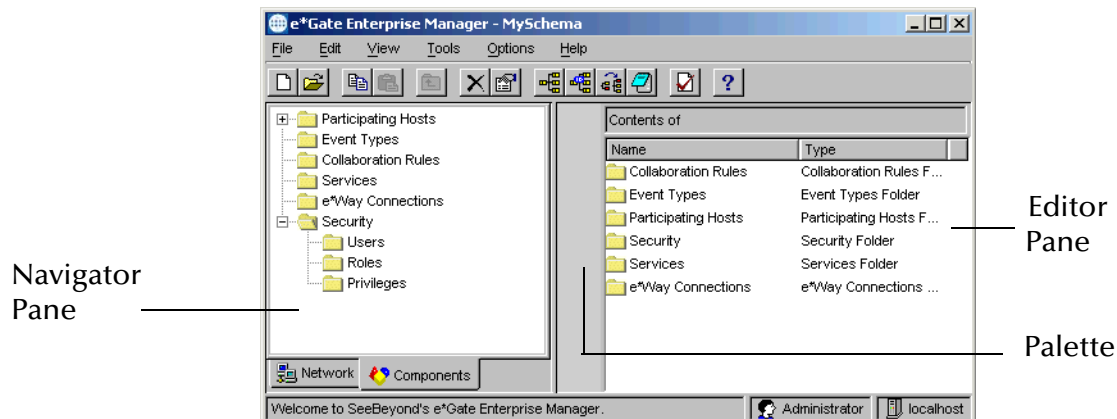 e*Gate Enterprise Manager - MySchema
File Edit View Tools Options Help
?
Participating Hosts
Event Types
Collaboration Rules
Services
e*Way Connections
Security
Users
Roles
Privileges
Network Components
Contents of
Name Type
Collaboration Rules Collaboration Rules F...
Event Types Event Types Folder
Participating Hosts Participating Hosts F...
Security Security Folder
Services Services Folder
e*Way Connections e*Way Connections ...
Welcome to SeeBeyond's e*Gate Enterprise Manager. Administrator localhost
Navigator
Pane
Editor
Pane
Palette